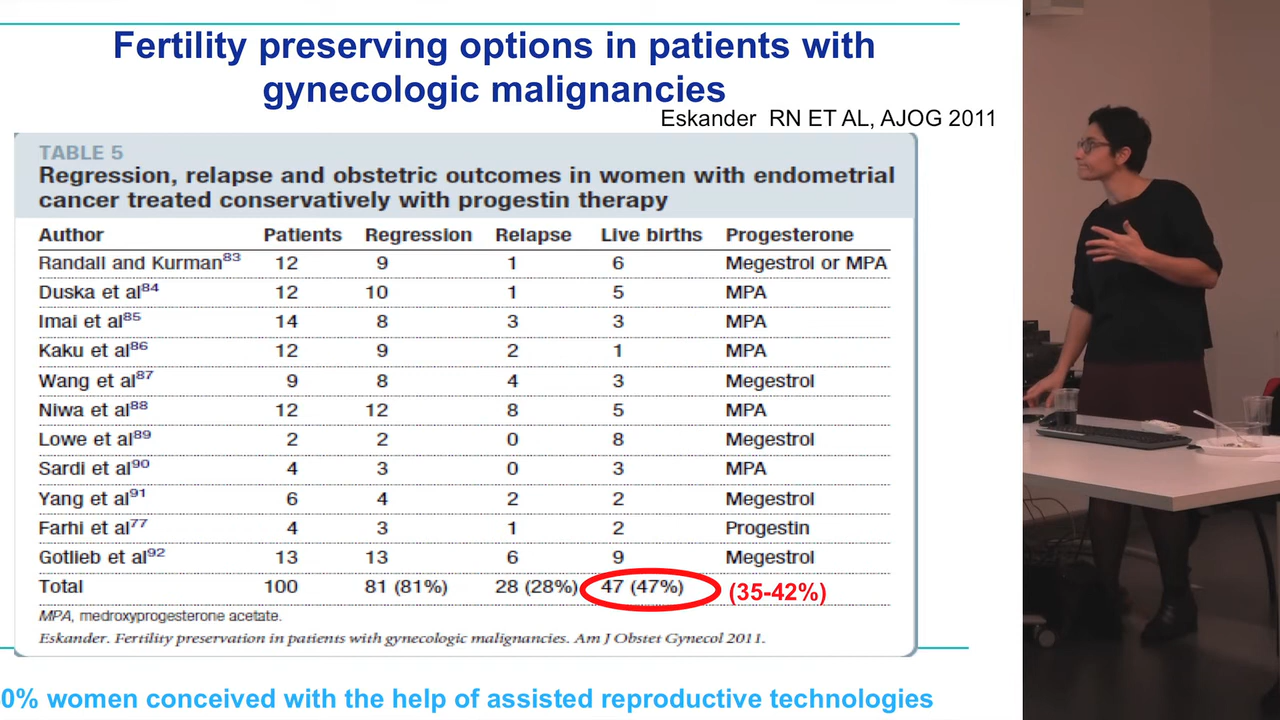 Fertility preserving options in patients with
gynecologic malignancies
Eskander RN ET AL, AJOG 2011
TABLE 5
Regression, relapse and obstetric outcomes in women with endometrial
cancer treated conservatively with progestin therapy
Author Patients Regression Relapse Live births Progesterone
Randall and Kurman83 12 9 1 6 Megestrol or MPA
Duska et al84 12 10 1 5 MPA
Imai et al85 14 8 3 3 MPA
Kaku et al86 12 9 2 1 MPA
Wang et al87 9 8 4 3 Megestrol
Niwa et al88 12 12 8 5 MPA
Lowe et al89 2 2 0 8 Megestrol
Sardi et al90 4 3 0 3 MPA
Yang et al91 6 4 2 2 Megestrol
Farhi et al77 4 3 1 2 Progestin
Gotlieb et al92 13 13 6 9 Megestrol
Total 100 81 (81%) 28 (28%) 47 (47%) (35-42%)
MPA, medroxyprogesterone acetate.
Eskander. Fertility preservation in patients with gynecologic malignancies. Am J Obstet Gynecol 2011.
0% women conceived with the help of assisted reproductive technologies